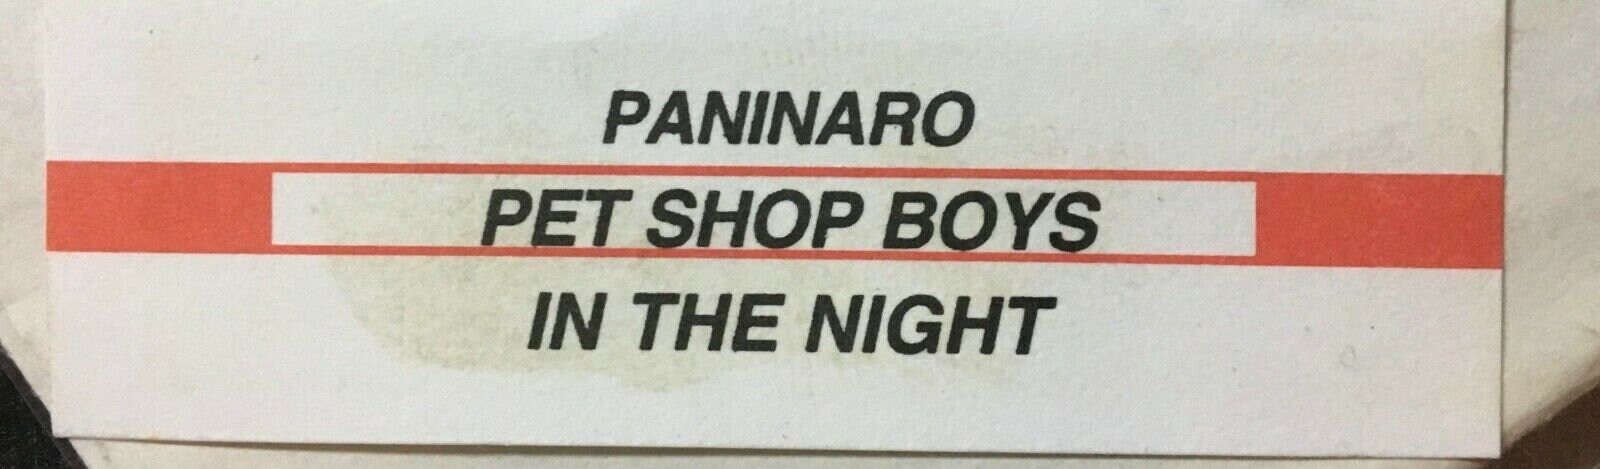 PANINARO
PET SHOP BOYS
IN THE NIGHT